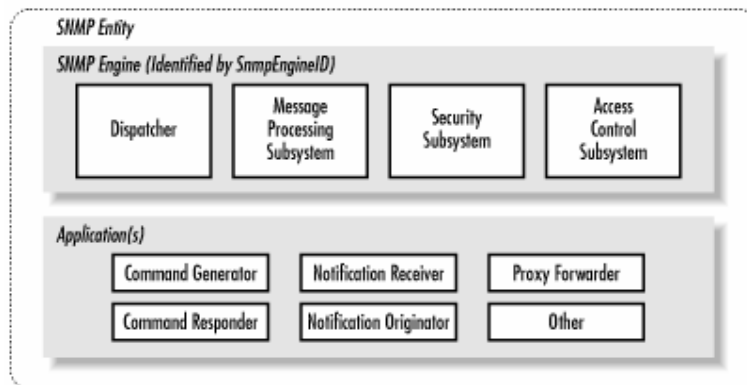 SNMP Entity
SNMP Engine (Identified by SnmpEngineID)
Dispatcher
Message
Processing
Subsystem
Security
Subsystem
Access
Control
Subsystem
Application(s)
Command Generator
Notification Receiver
Proxy Forwarder
Command Responder
Notification Originator
Other